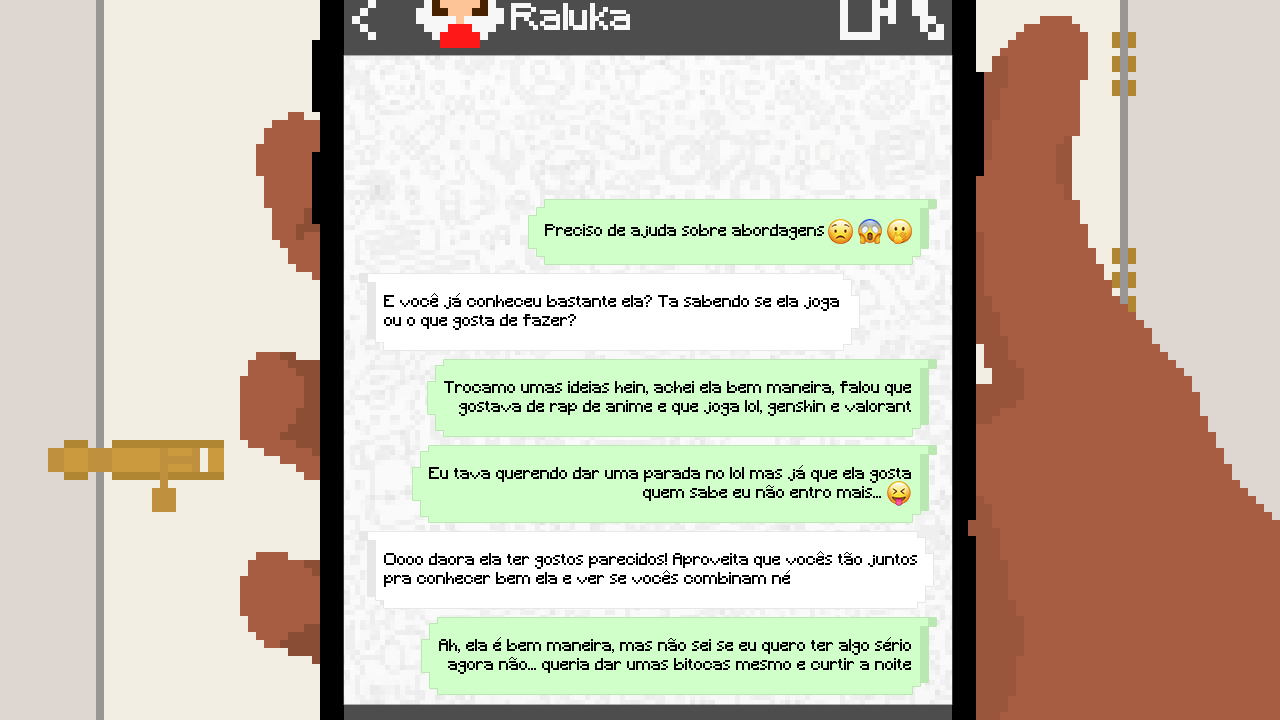 Raluka
Preciso de ajuda sobre abordagens😟😱🤭
E você já conheceu bastante ela? Ta sabendo se ela joga
ou o que gosta de fazer?
Trocamo umas ideias hein, achei ela bem maneira, falou que
gostava de rap de anime e que joga lol, genshin e valorant
Eu tava querendo dar uma parada no lol mas já que ela gosta
quem sabe eu não entro mais... 😝
Oooo daora ela ter gostos parecidos! Aproveita que vocês tão juntos
pra conhecer bem ela e ver se vocês combinam né
Ah, ela é bem maneira, mas não sei se eu quero ter algo sério
agora não... queria dar umas bitocas mesmo e curtir a noite